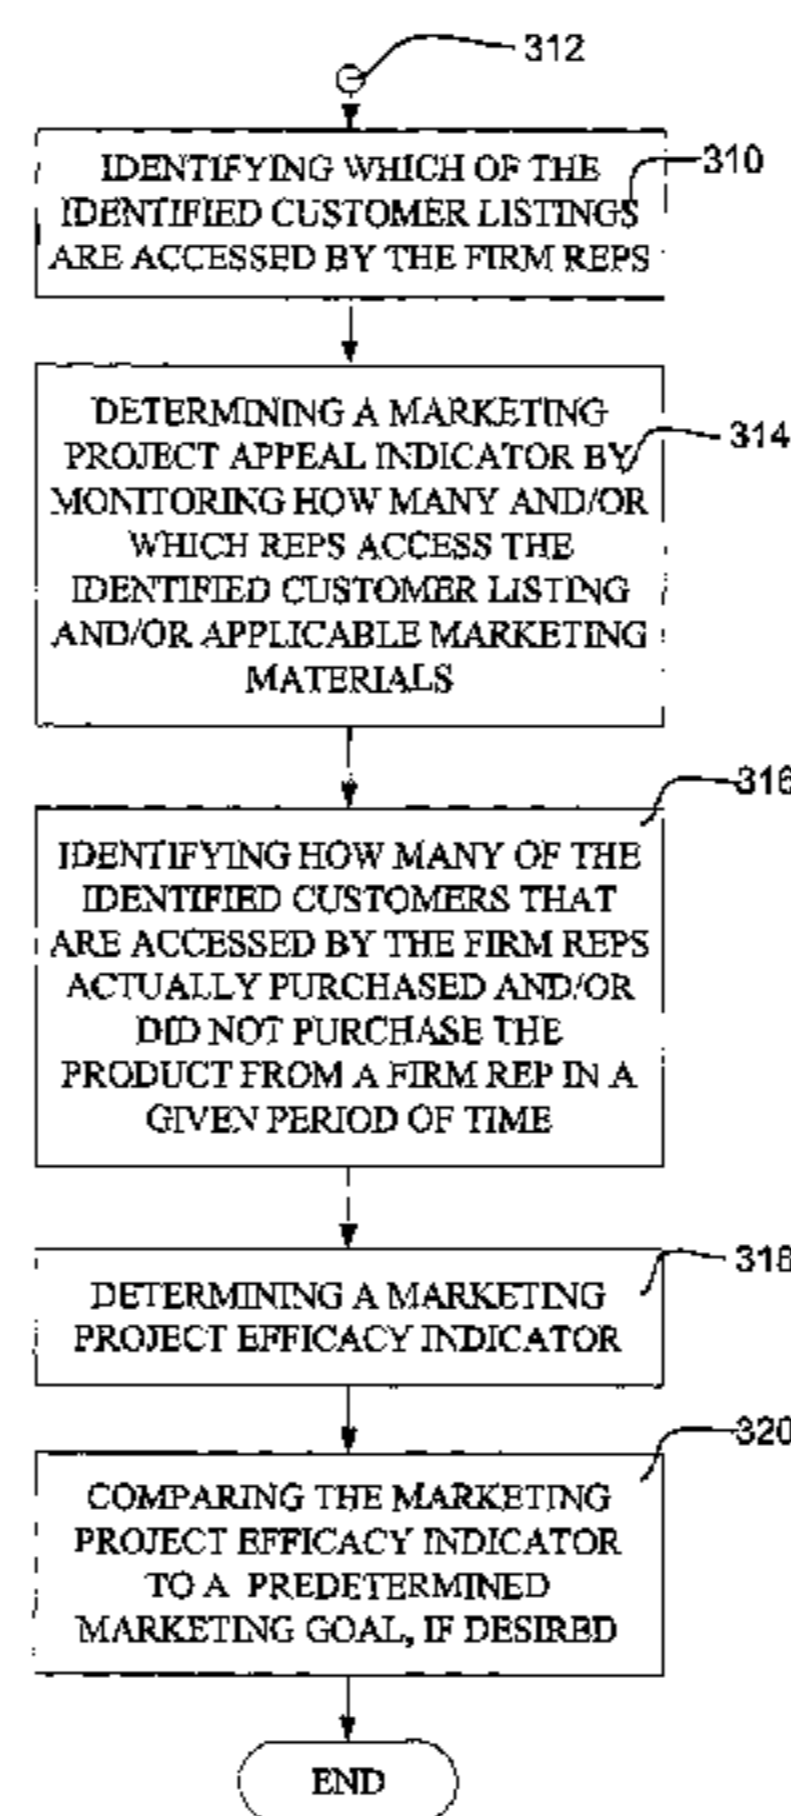 312
IDENTIFYING WHICH OF THE
310
IDENTIFIED CUSTOMER LISTINGS
ARE ACCESSED BY THE FIRM REPS
DETERMINING A MARKETING
314
PROJECT APPEAL INDICATOR BY
MONITORING HOW MANY AND/OR
WHICH REPS ACCESS THE
IDENTIFIED CUSTOMER LISTING
AND/OR APPLICABLE MARKETING
MATERIALS
316
IDENTIFYING HOW MANY OF THE
IDENTIFIED CUSTOMERS THAT
ARE ACCESSED BY THE FIRM REPS
ACTUALLY PURCHASED AND/OR
DID NOT PURCHASE THE
PRODUCT FROM A FIRM REP IN A
GIVEN PERIOD OF TIME
318
DETERMINING A MARKETING
PROJECT EFFICACY INDICATOR
320
COMPARING THE MARKETING
PROJECT EFFICACY INDICATOR
TO A PREDETERMINED
MARKETING GOAL, IF DESIRED
END